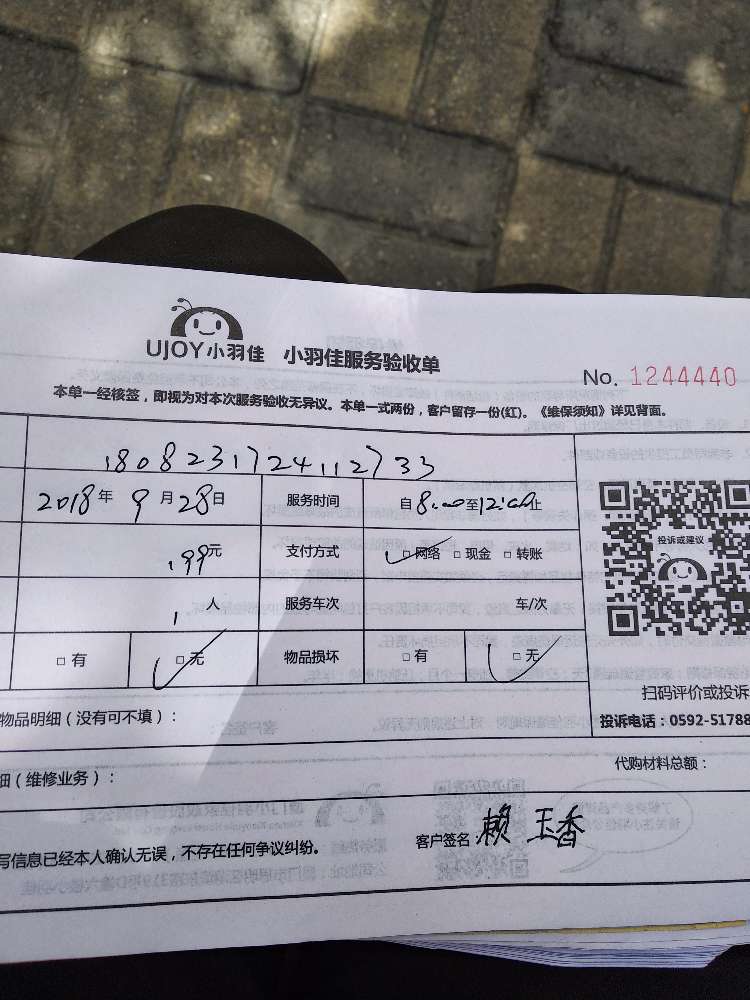 UJOY小羽佳 小羽佳服务验收单
No. 1244440
本单一经核签，即视为对本次服务验收无异议。本单一式两份，客户留存一份(红)。《维保须知》详见背面。
1808231724112733
2018年 9月28日 服务时间 自8:00至12:00止
199元 支付方式 □网络 □现金 □转账
1人 服务车次 车/次
□有 □无 物品损坏 □有 □无
投诉或建议
扫码评价或投诉
物品明细（没有可不填）：
投诉电话：0592-51788
细（维修业务）： 代购材料总额：
写信息已经本人确认无误，不存在任何争议纠纷。 客户签名：赖玉香